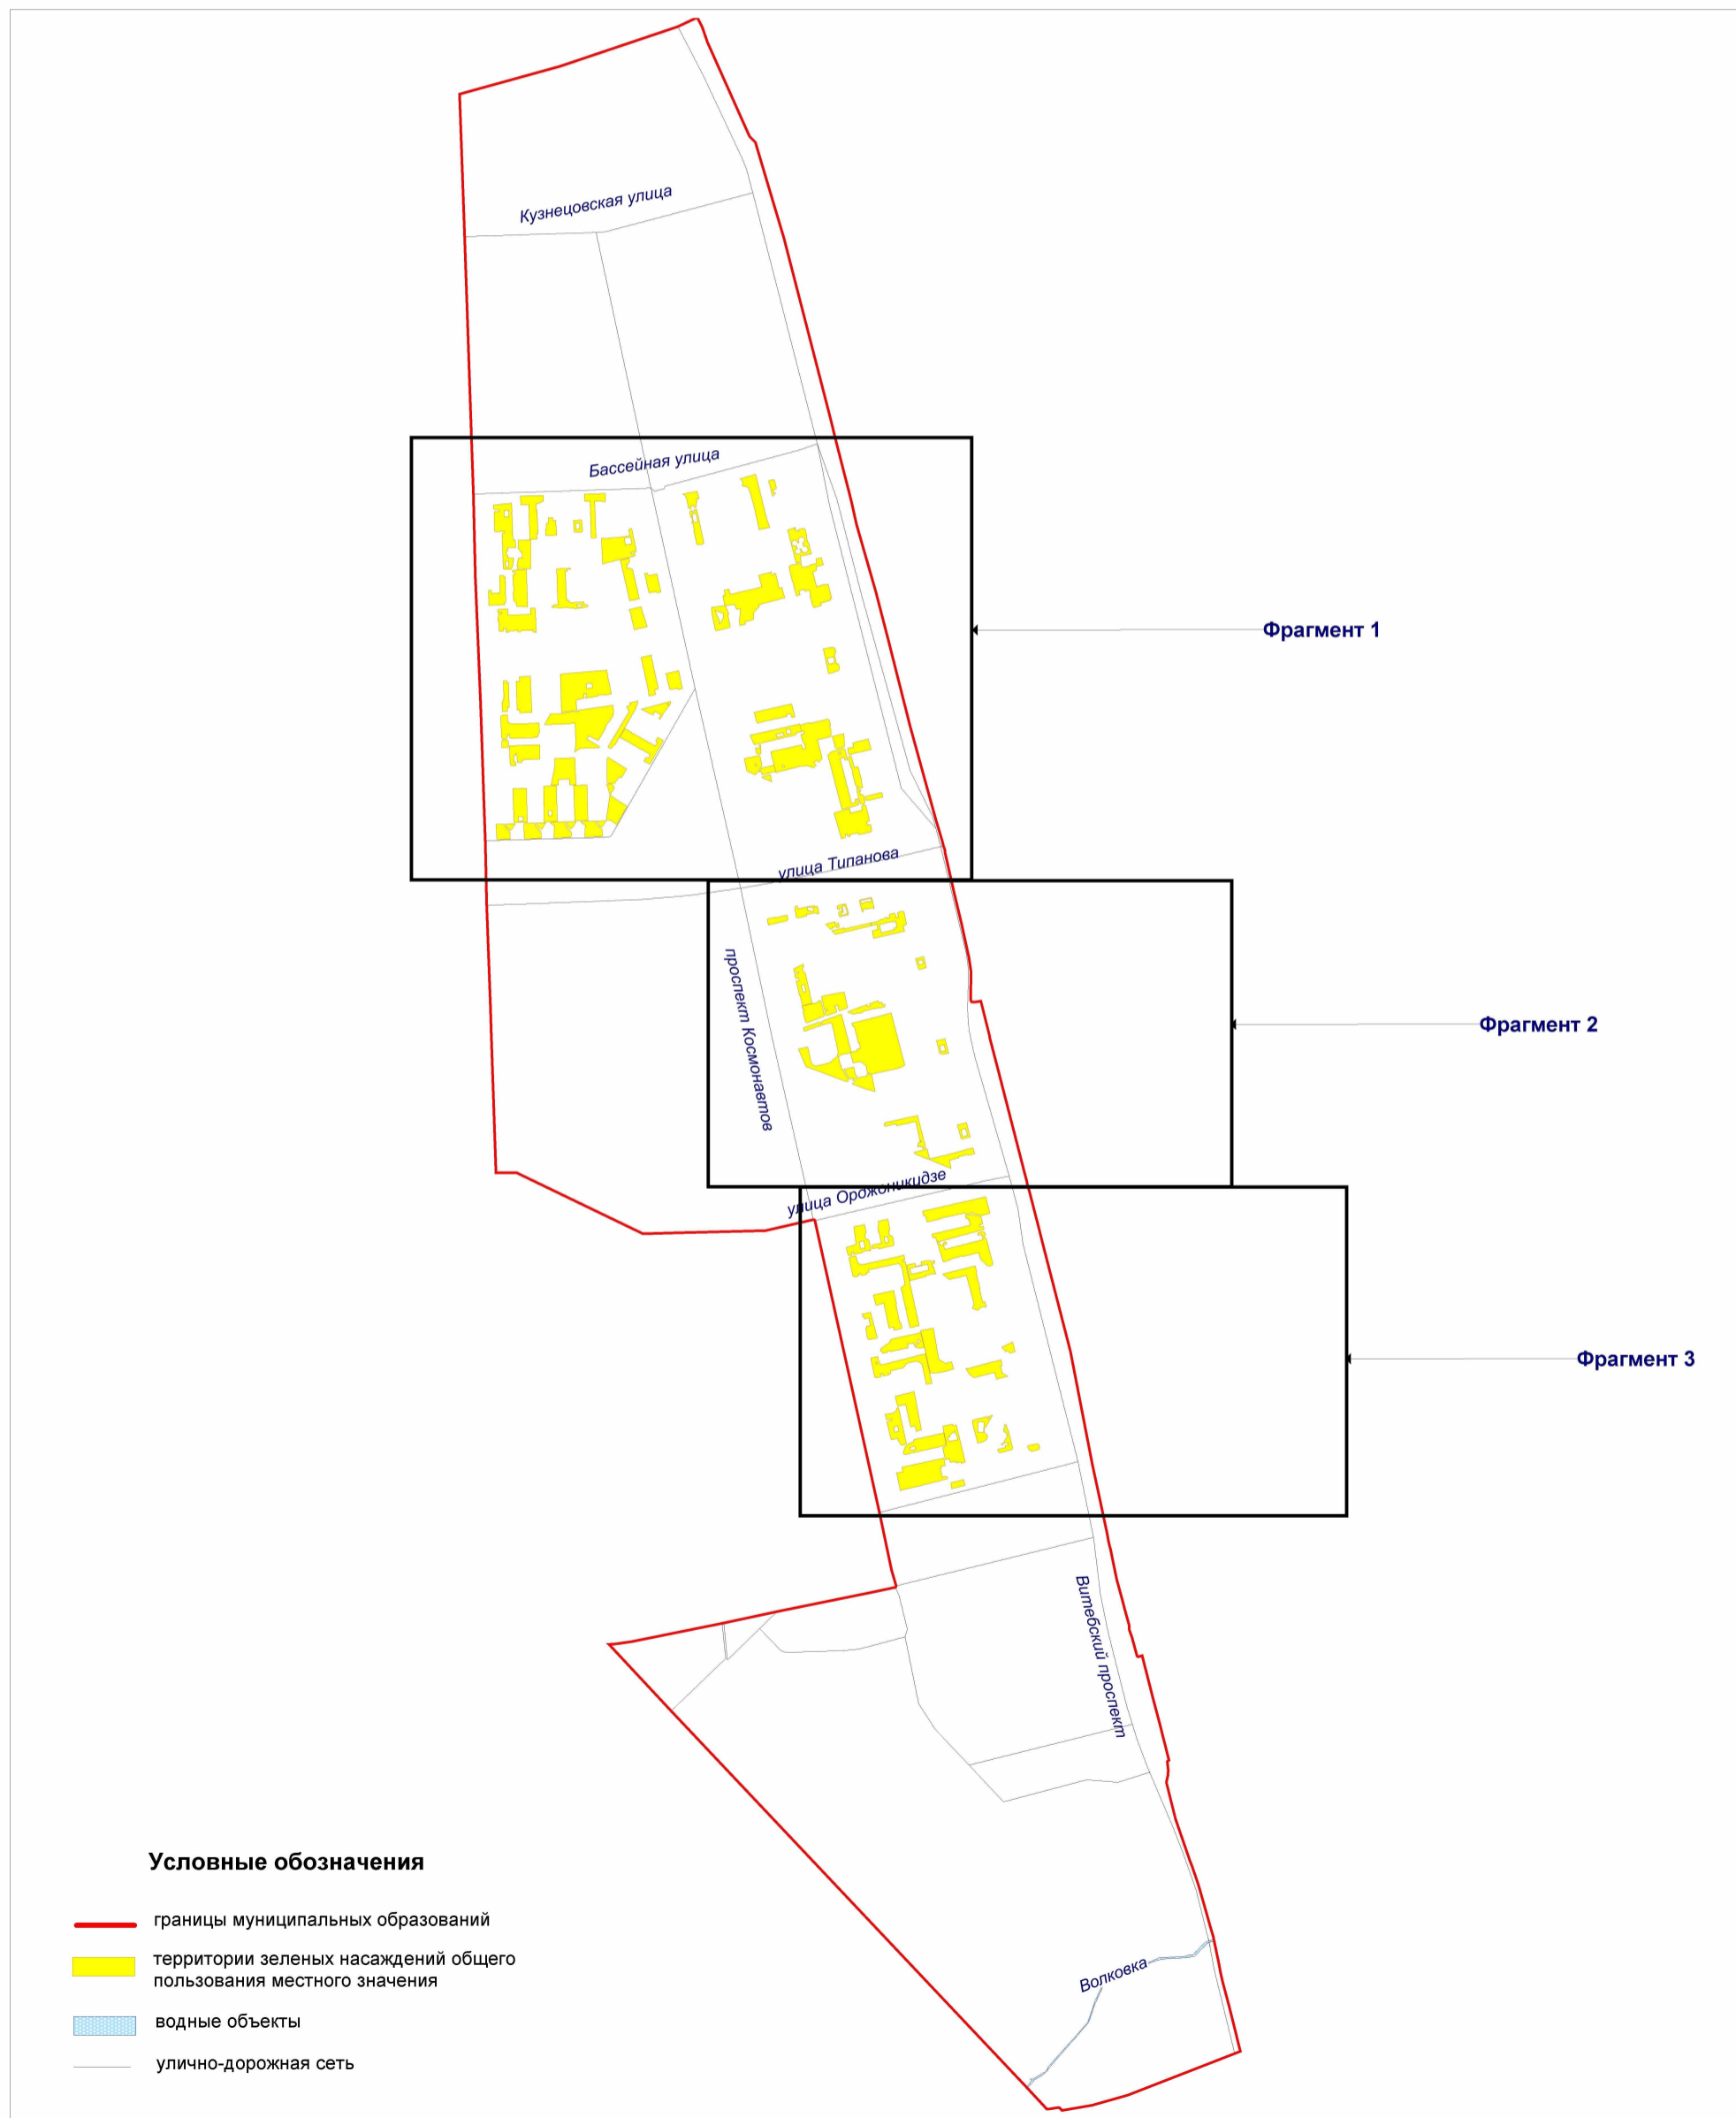 Кузнецовская улица
Бассейная улица
Фрагмент 1
улица Типанова
проспект Космонавтов
Фрагмент 2
улица Орджоникидзе
Фрагмент 3
Витебский проспект
Условные обозначения
границы муниципальных образований
территории зеленых насаждений общего
пользования местного значения
Волковка
водные объекты
улично-дорожная сеть